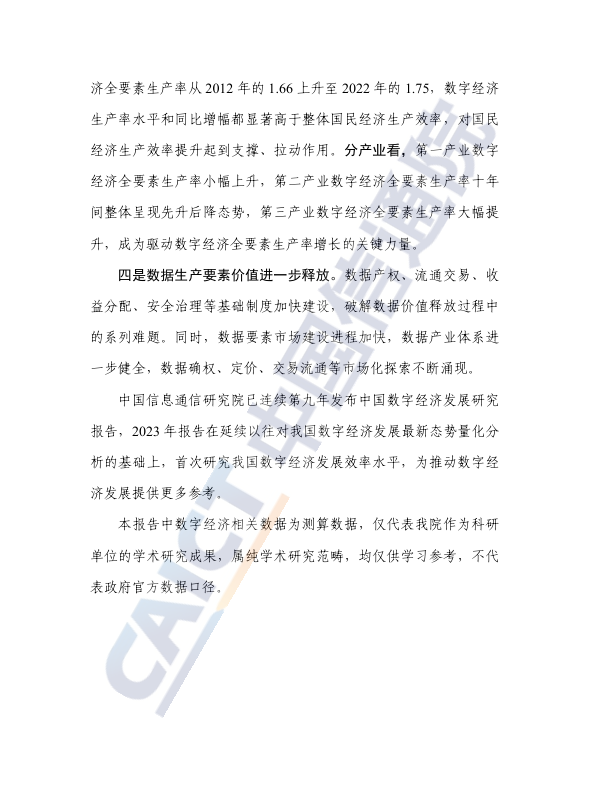 济全要素生产率从 2012 年的 1.66 上升至 2022 年的 1.75，数字经济
生产率水平和同比增幅都显著高于整体国民经济生产效率，对国民
经济生产效率提升起到支撑、拉动作用。分产业看，第一产业数字
经济全要素生产率小幅上升，第二产业数字经济全要素生产率十年
间整体呈现先升后降态势，第三产业数字经济全要素生产率大幅提
升，成为驱动数字经济全要素生产率增长的关键力量。
四是数据生产要素价值进一步释放。数据产权、流通交易、收
益分配、安全治理等基础制度加快建设，破解数据价值释放过程中
的系列难题。同时，数据要素市场建设进程加快，数据产业体系进
一步健全，数据确权、定价、交易流通等市场化探索不断涌现。
中国信息通信研究院已连续第九年发布中国数字经济发展研究
报告，2023 年报告在延续以往对我国数字经济发展最新态势量化分
析的基础上，首次研究我国数字经济发展效率水平，为推动数字经
济发展提供更多参考。
本报告中数字经济相关数据为测算数据，仅代表我院作为科研
单位的学术研究成果，属纯学术研究范畴，均仅供学习参考，不代
表政府官方数据口径。
CAICT 中国信通院